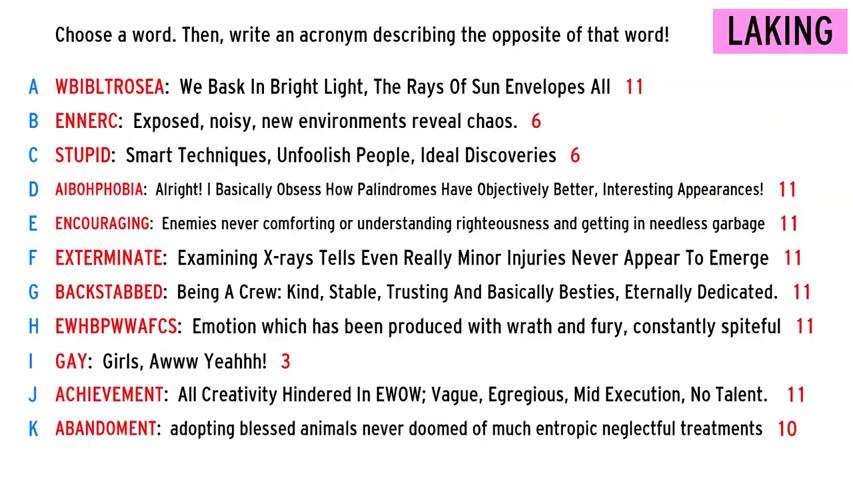 Choose a word. Then, write an acronym describing the opposite of that word!
LAKING
A WBIBLTROSEA: We Bask In Bright Light, The Rays Of Sun Envelopes All 11
B ENNERC: Exposed, noisy, new environments reveal chaos. 6
C STUPID: Smart Techniques, Unfoolish People, Ideal Discoveries 6
D AIBOHPHOBIA: Alright! I Basically Obsess How Palindromes Have Objectively Better, Interesting Appearances! 11
E ENCOURAGING: Enemies never comforting or understanding righteousness and getting in needless garbage 11
F EXTERMINATE: Examining X-rays Tells Even Really Minor Injuries Never Appear To Emerge 11
G BACKSTABBED: Being A Crew: Kind, Stable, Trusting And Basically Besties, Eternally Dedicated. 11
H EWHBPWWAFCS: Emotion which has been produced with wrath and fury, constantly spiteful 11
I GAY: Girls, Awww Yeahhh! 3
J ACHIEVEMENT: All Creativity Hindered In EWOW; Vague, Egregious, Mid Execution, No Talent. 11
K ABANDOMENT: adopting blessed animals never doomed of much entropic neglectful treatments 10